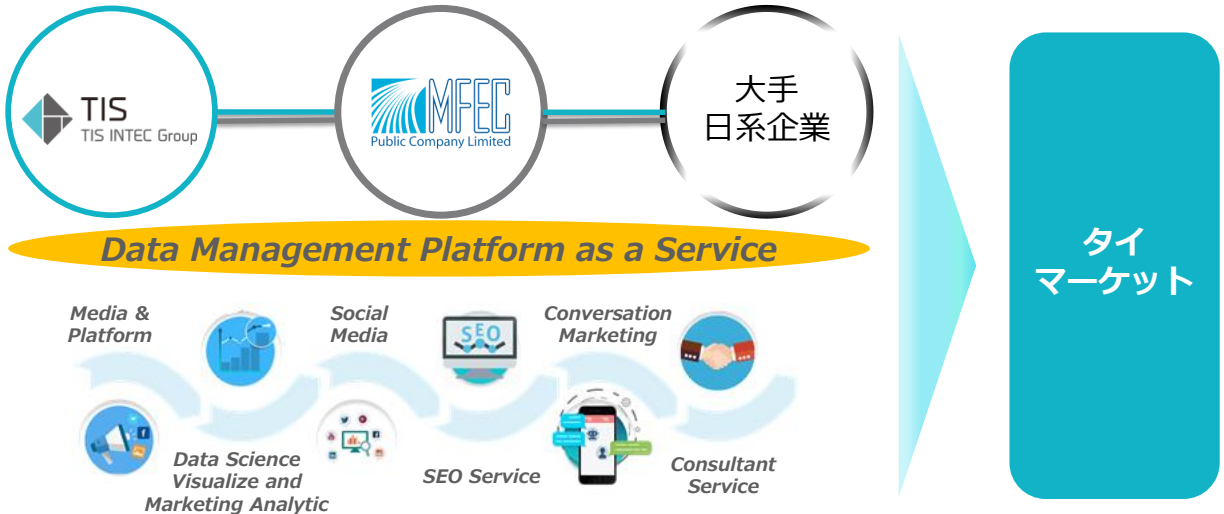 TIS
TIS INTEC Group
MFEC
Public Company Limited
大手
日系企業
Data Management Platform as a Service
Media &
Platform
Social
Media
SEO
Conversation
Marketing
Data Science
Visualize and
Marketing Analytic
SEO Service
Consultant
Service
タイ
マーケット